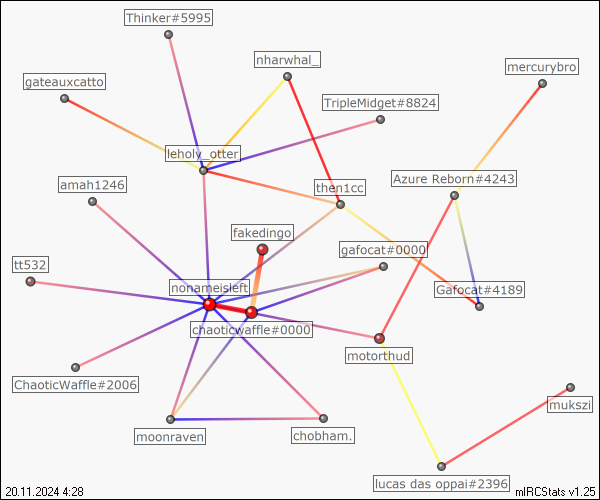 Thinker#5995
nharwhal_
mercurybro
gateauxcatto
TripleMidget#8824
leholy_otter
amah1246
then1cc
Azure Reborn#4243
fakedingo
gafocat#0000
tt532
nonameisleft
Gafocat#4189
chaoticwaffle#0000
motorthud
ChaoticWaffle#2006
mukszi
moonraven
chobham.
lucas das oppai#2396
20.11.2024 4:28
mIRCStats v1.25